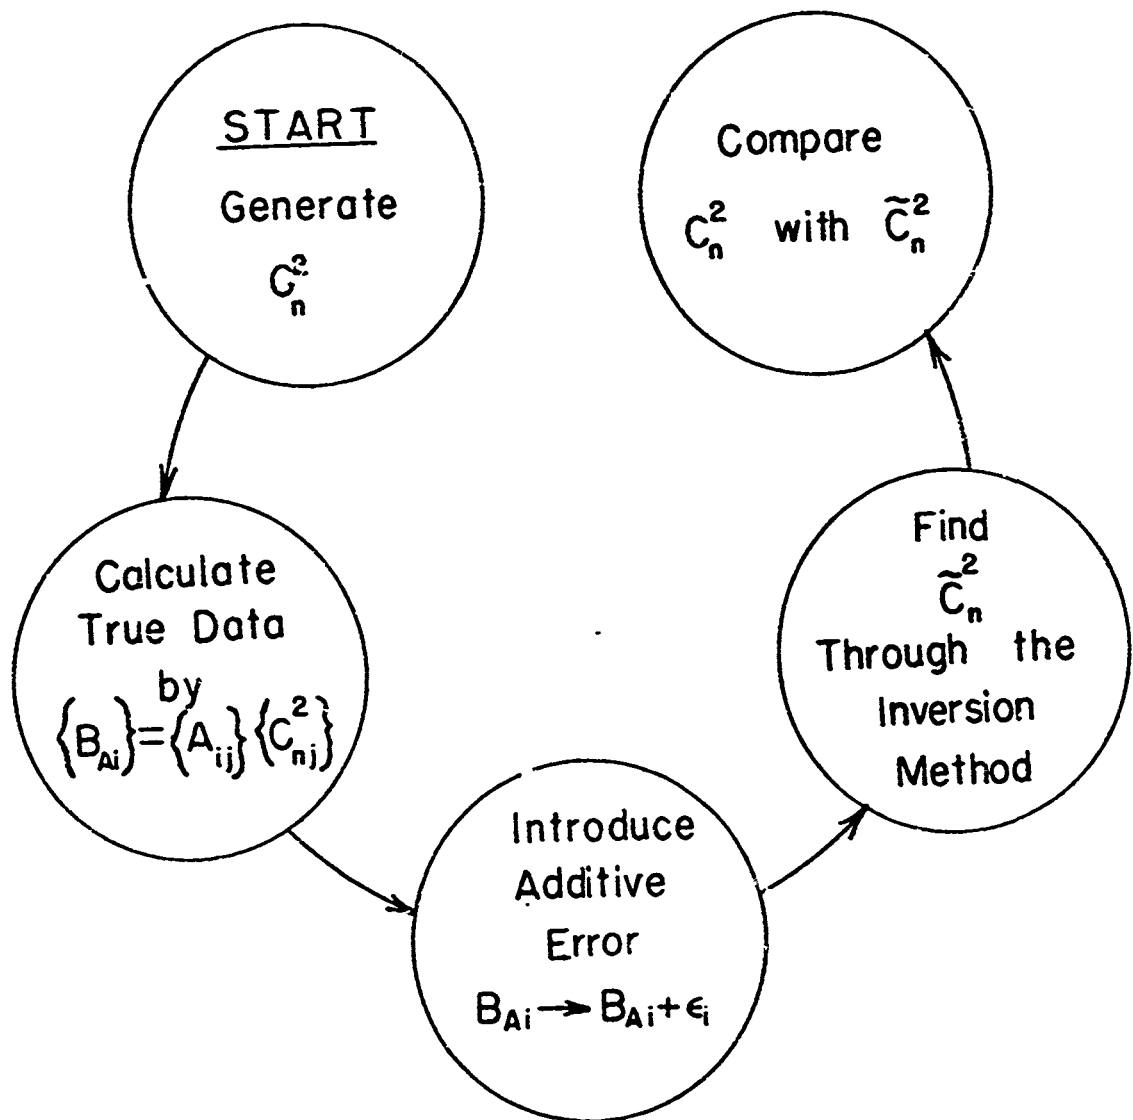 START
Generate
C_n^2
Calculate
True Data
by
{B_Ai}={A_ij}{C_nj^2}
Introduce
Additive
Error
B_Ai → B_Ai + ϵ_i
Find
C̃_n^2
Through the
Inversion
Method
Compare
C_n^2 with C̃_n^2